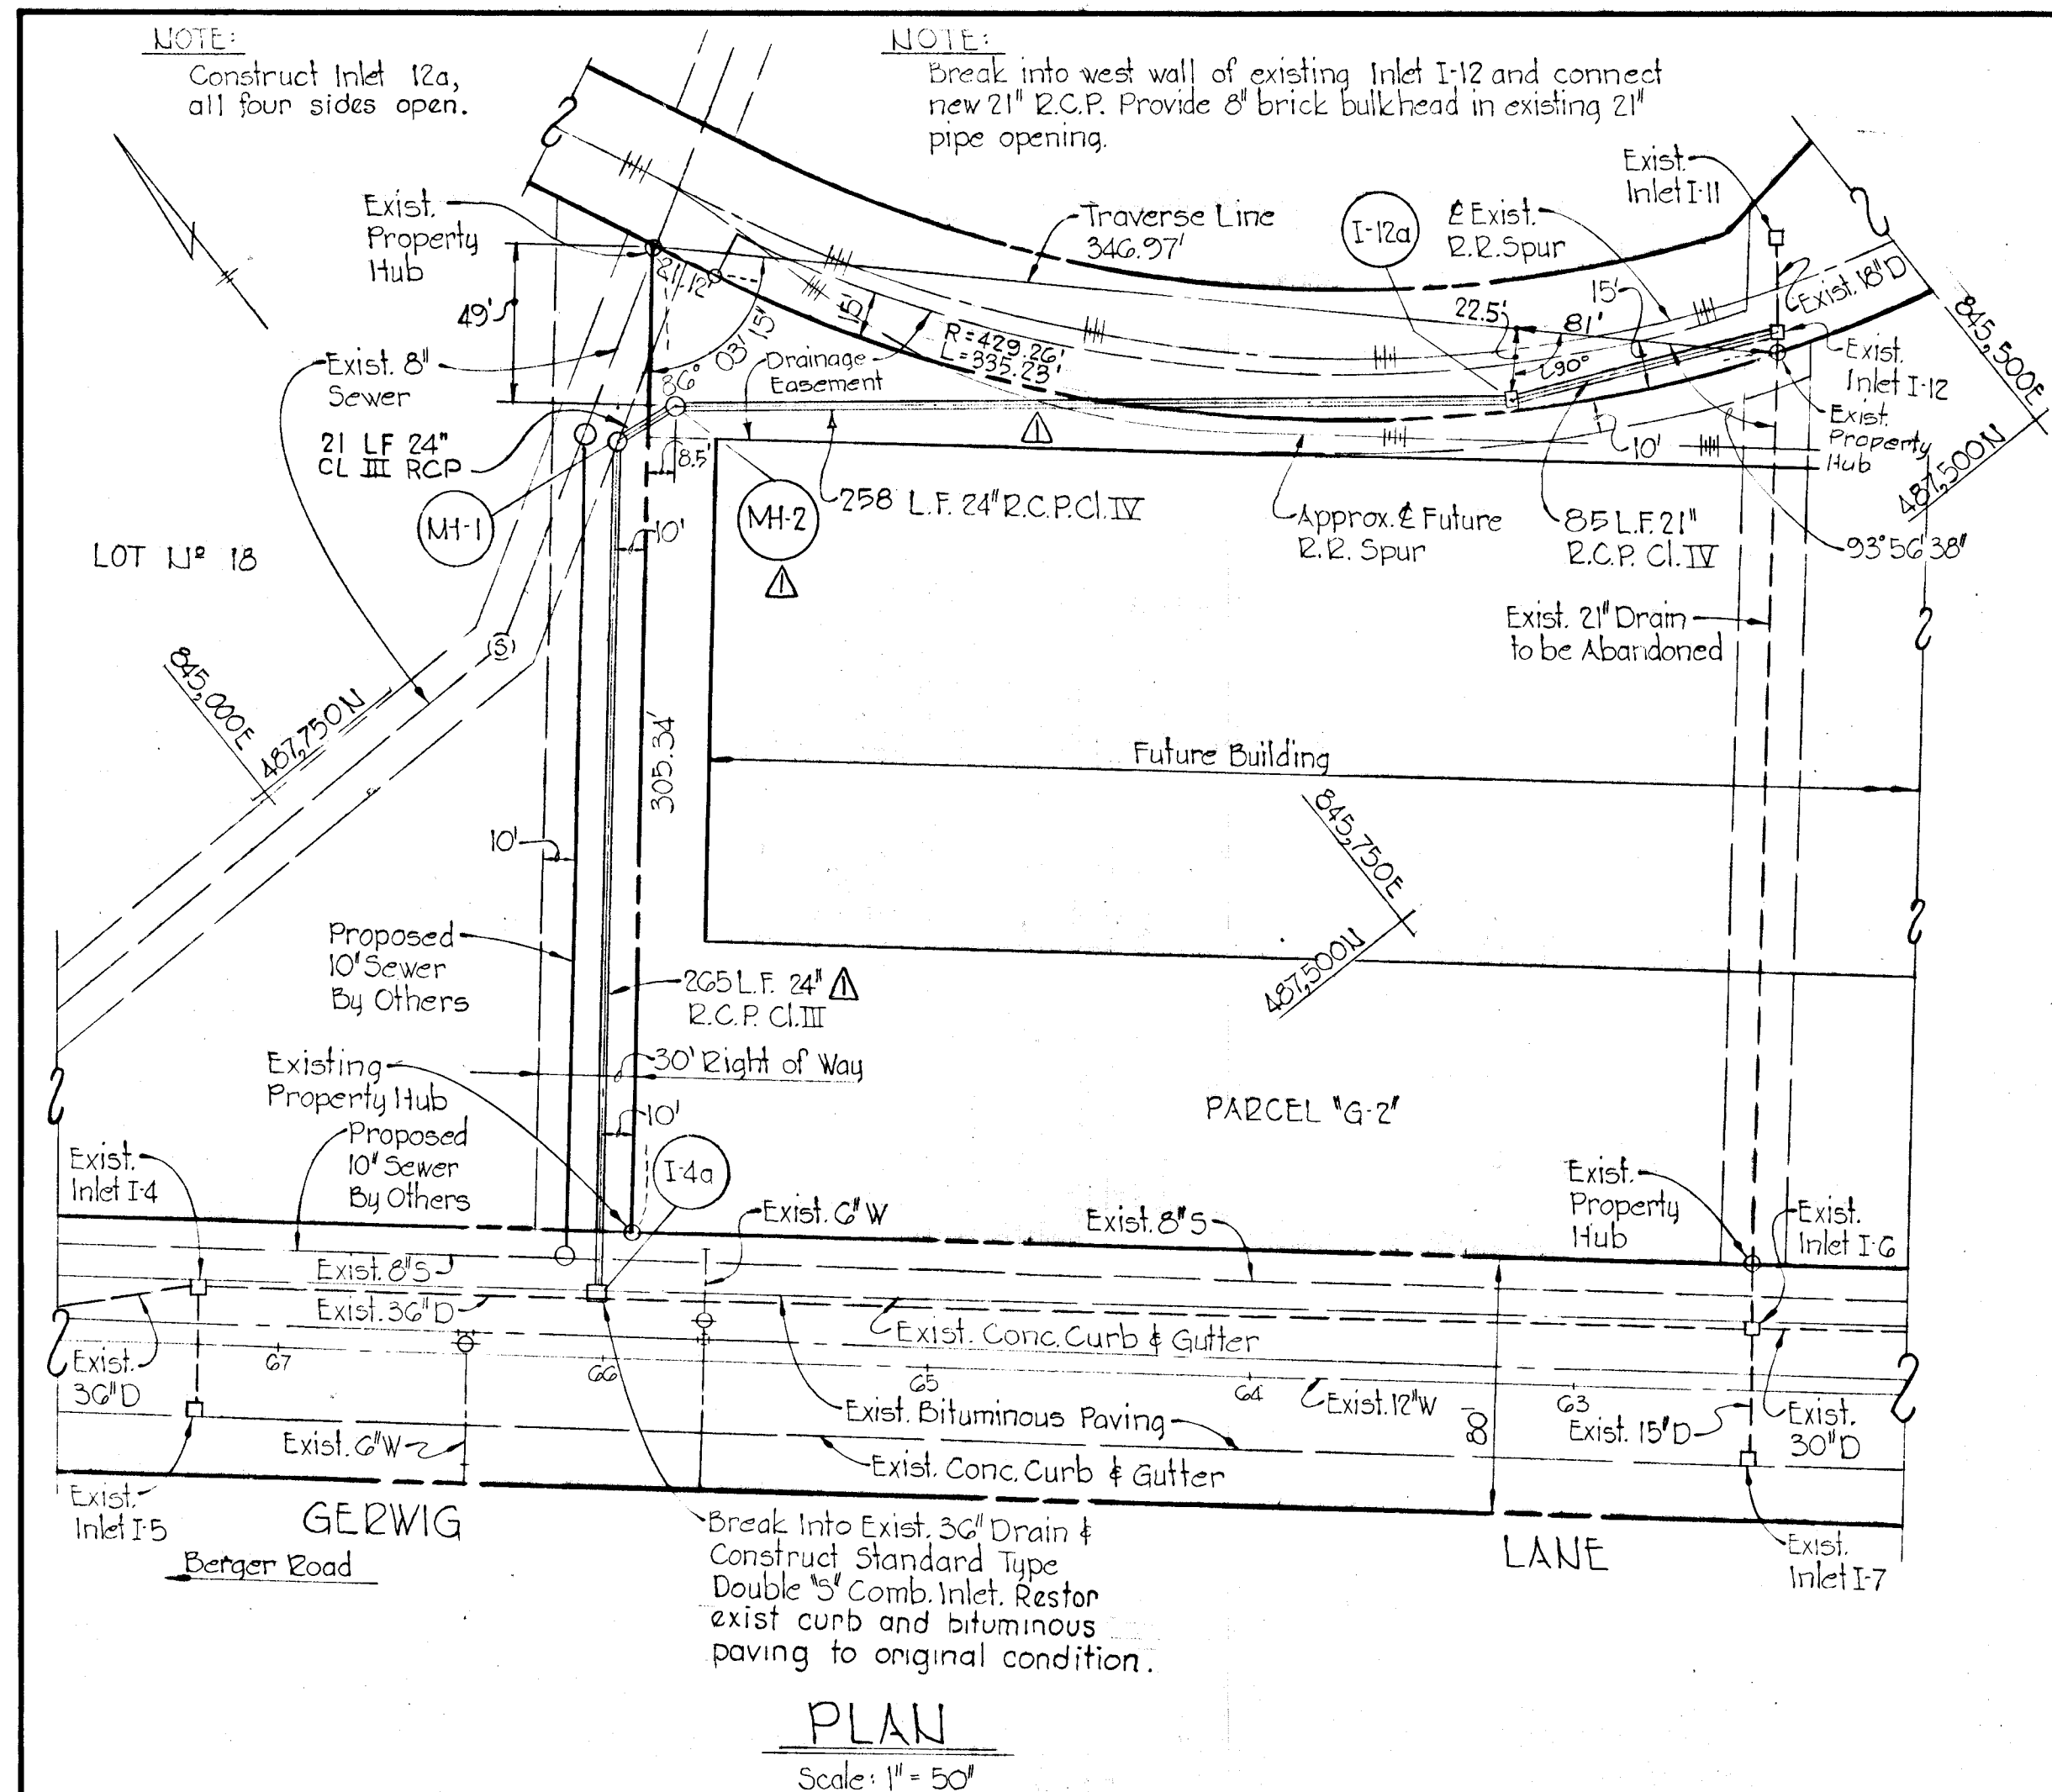 NOTE:
Construct Inlet 12a,
all four sides open.
NOTE:
Break into west wall of existing Inlet I-12 and connect
new 21" R.C.P. Provide 8" brick bulkhead in existing 21"
pipe opening.
Exist.
Property
Hub
49'
21.12'
Traverse Line
346.97'
I-12a
℄ Exist.
R.R. Spur
Exist.
Inlet I-11
Exist. 18"D
845,500E
487,500N
22.5'
81'
15'
90°
15'
R=429.26'
L=335.23'
86° 03' 15"
Drainage
Easement
Exist. 8"
Sewer
21 LF 24"
CL III RCP
MH-1
8.5'
MH-2
1
258 L.F. 24" R.C.P. Cl. IV
1
Approx. ℄ Future
R.R. Spur
85 L.F. 21"
R.C.P. Cl. IV
10'
Exist.
Inlet I-12
Exist.
Property
Hub
93°56'38"
LOT Nº 18
10'
S
Exist. 21" Drain
to be Abandoned
845,000E
487,750N
305.34'
Future Building
845,750E
487,500N
10'
Proposed
10' Sewer
By Others
265 L.F. 24" 1
R.C.P. Cl. III
30' Right of Way
10'
PARCEL "G-2"
Existing
Property Hub
Proposed
10" Sewer
By Others
Exist.
Inlet I-4
I-4a
Exist. 6" W
Exist. 8" S
Exist.
Property
Hub
Exist.
Inlet I-6
Exist. 8" S
Exist. 36" D
Exist. Conc. Curb & Gutter
Exist.
36" D
67
66
65
64
63
Exist. 12" W
Exist. Bituminous Paving
80'
Exist. 15" D
Exist.
30" D
Exist. 6" W
Exist. Conc. Curb & Gutter
Exist.
Inlet I-5
GERWIG
LANE
Exist.
Inlet I-7
Berger Road
Break Into Exist. 36" Drain &
Construct Standard Type
Double "S" Comb. Inlet. Restor
exist curb and bituminous
paving to original condition.
PLAN
Scale: 1" = 50"